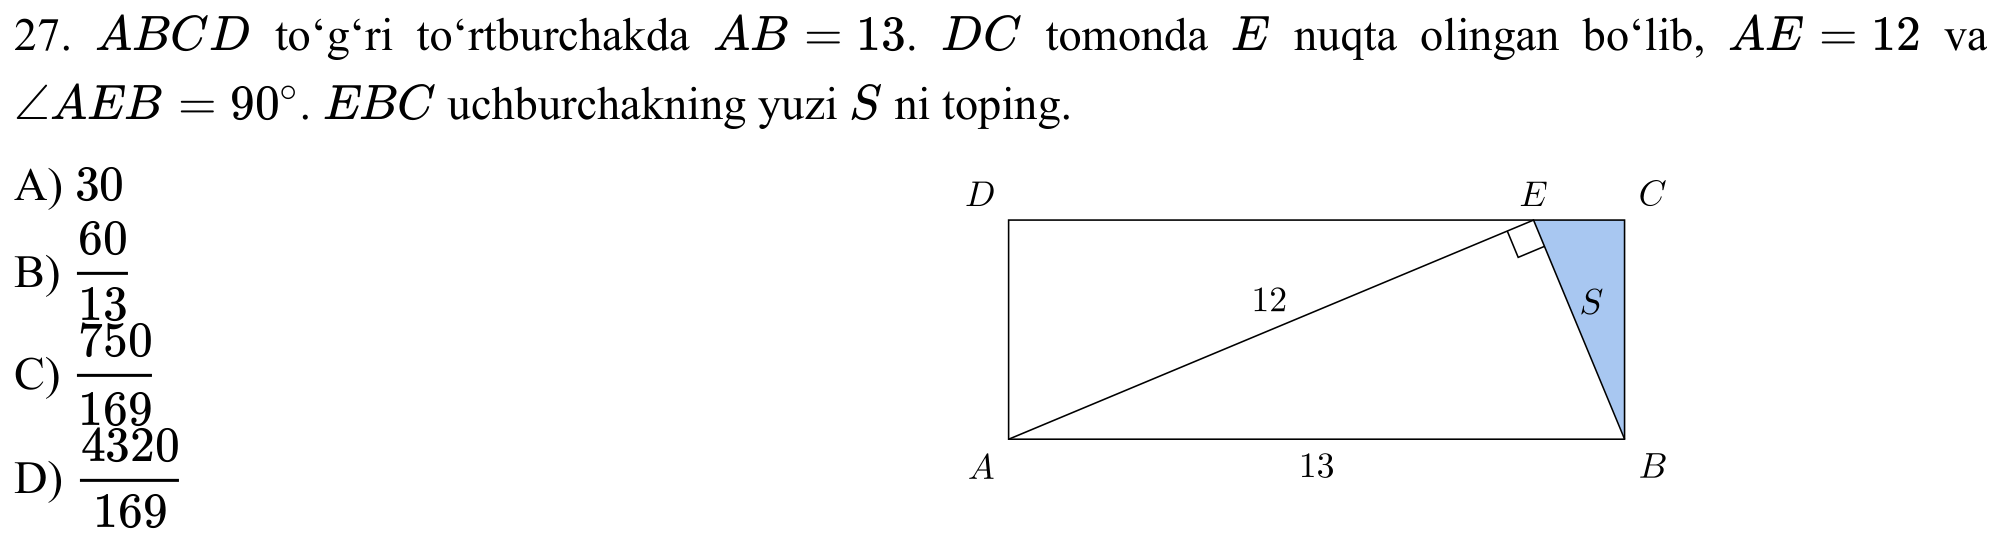 27. ABCD to‘g‘ri to‘rtburchakda AB = 13. DC tomonda E nuqta olingan bo‘lib, AE = 12 va
∠AEB = 90°. EBC uchburchakning yuzi S ni toping.
A) 30
B) 60/13
C) 750/169
D) 4320/169
D E C
12 S
A 13 B